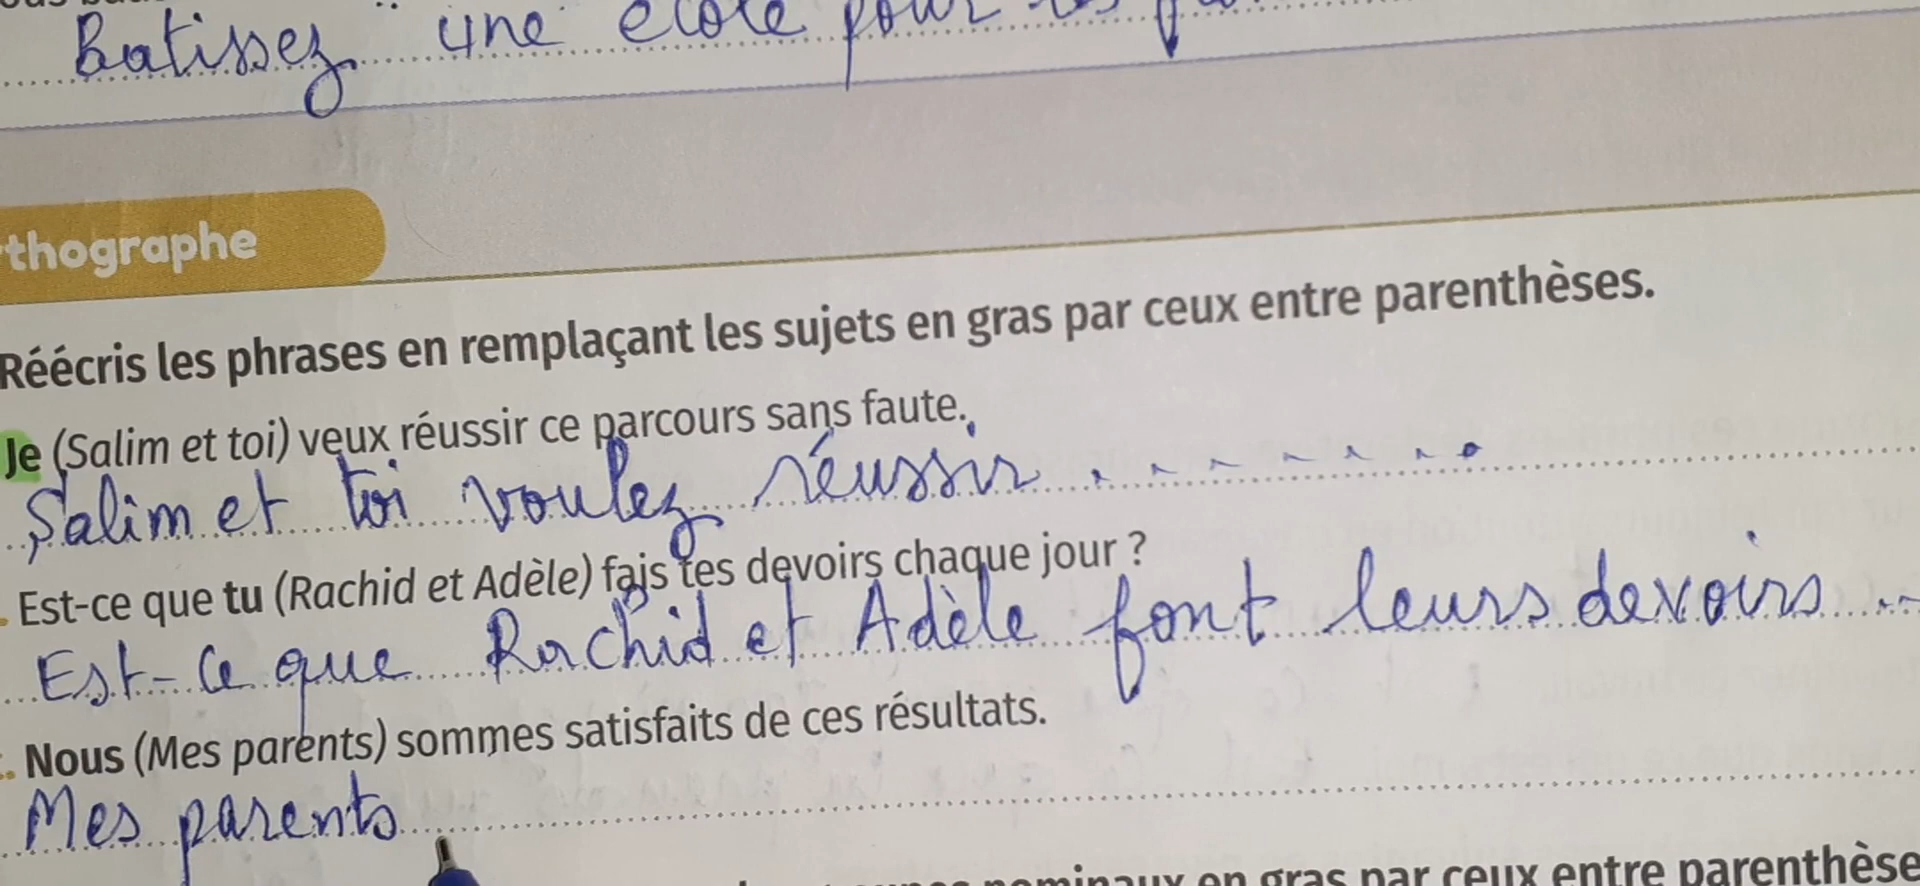 Batissez une école pour
thographe
Réécris les phrases en remplaçant les sujets en gras par ceux entre parenthèses.
Je (Salim et toi) veux réussir ce parcours sans faute.
Salim et toi voulez réussir . . . . . . .
Est-ce que tu (Rachid et Adèle) fais tes devoirs chaque jour ?
Est-ce que Rachid et Adèle font leurs devoirs ...
Nous (Mes parents) sommes satisfaits de ces résultats.
Mes parents
nominaux en gras par ceux entre parenthèse